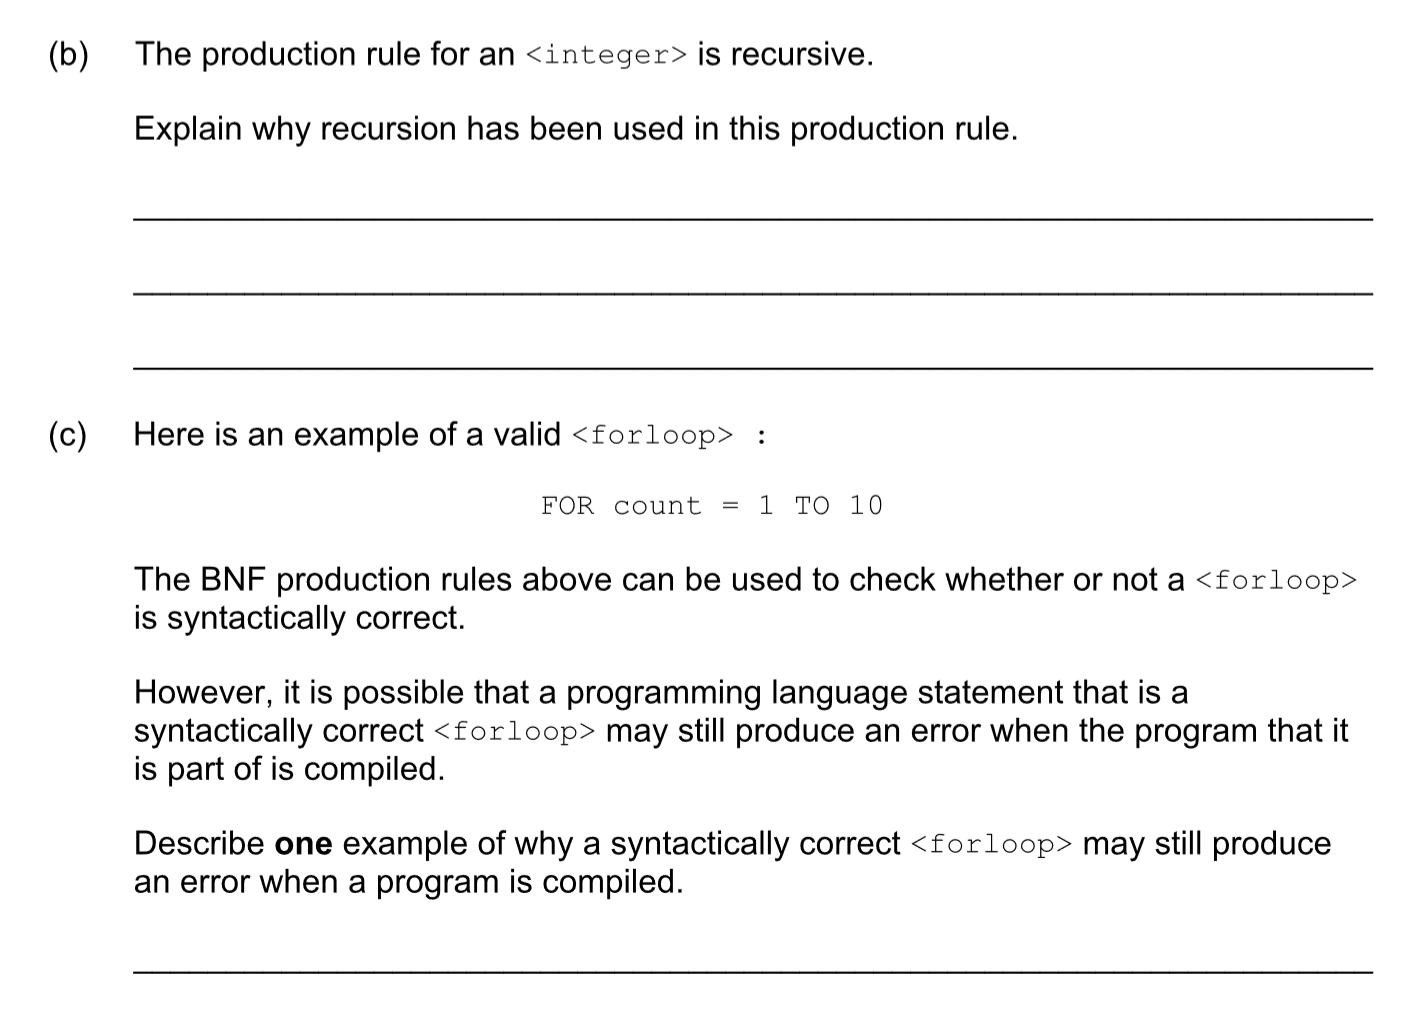 (b) The production rule for an <integer> is recursive.
Explain why recursion has been used in this production rule.
(c) Here is an example of a valid <forloop> :
FOR count = 1 TO 10
The BNF production rules above can be used to check whether or not a <forloop>
is syntactically correct.
However, it is possible that a programming language statement that is a
syntactically correct <forloop> may still produce an error when the program that it
is part of is compiled.
Describe one example of why a syntactically correct <forloop> may still produce
an error when a program is compiled.